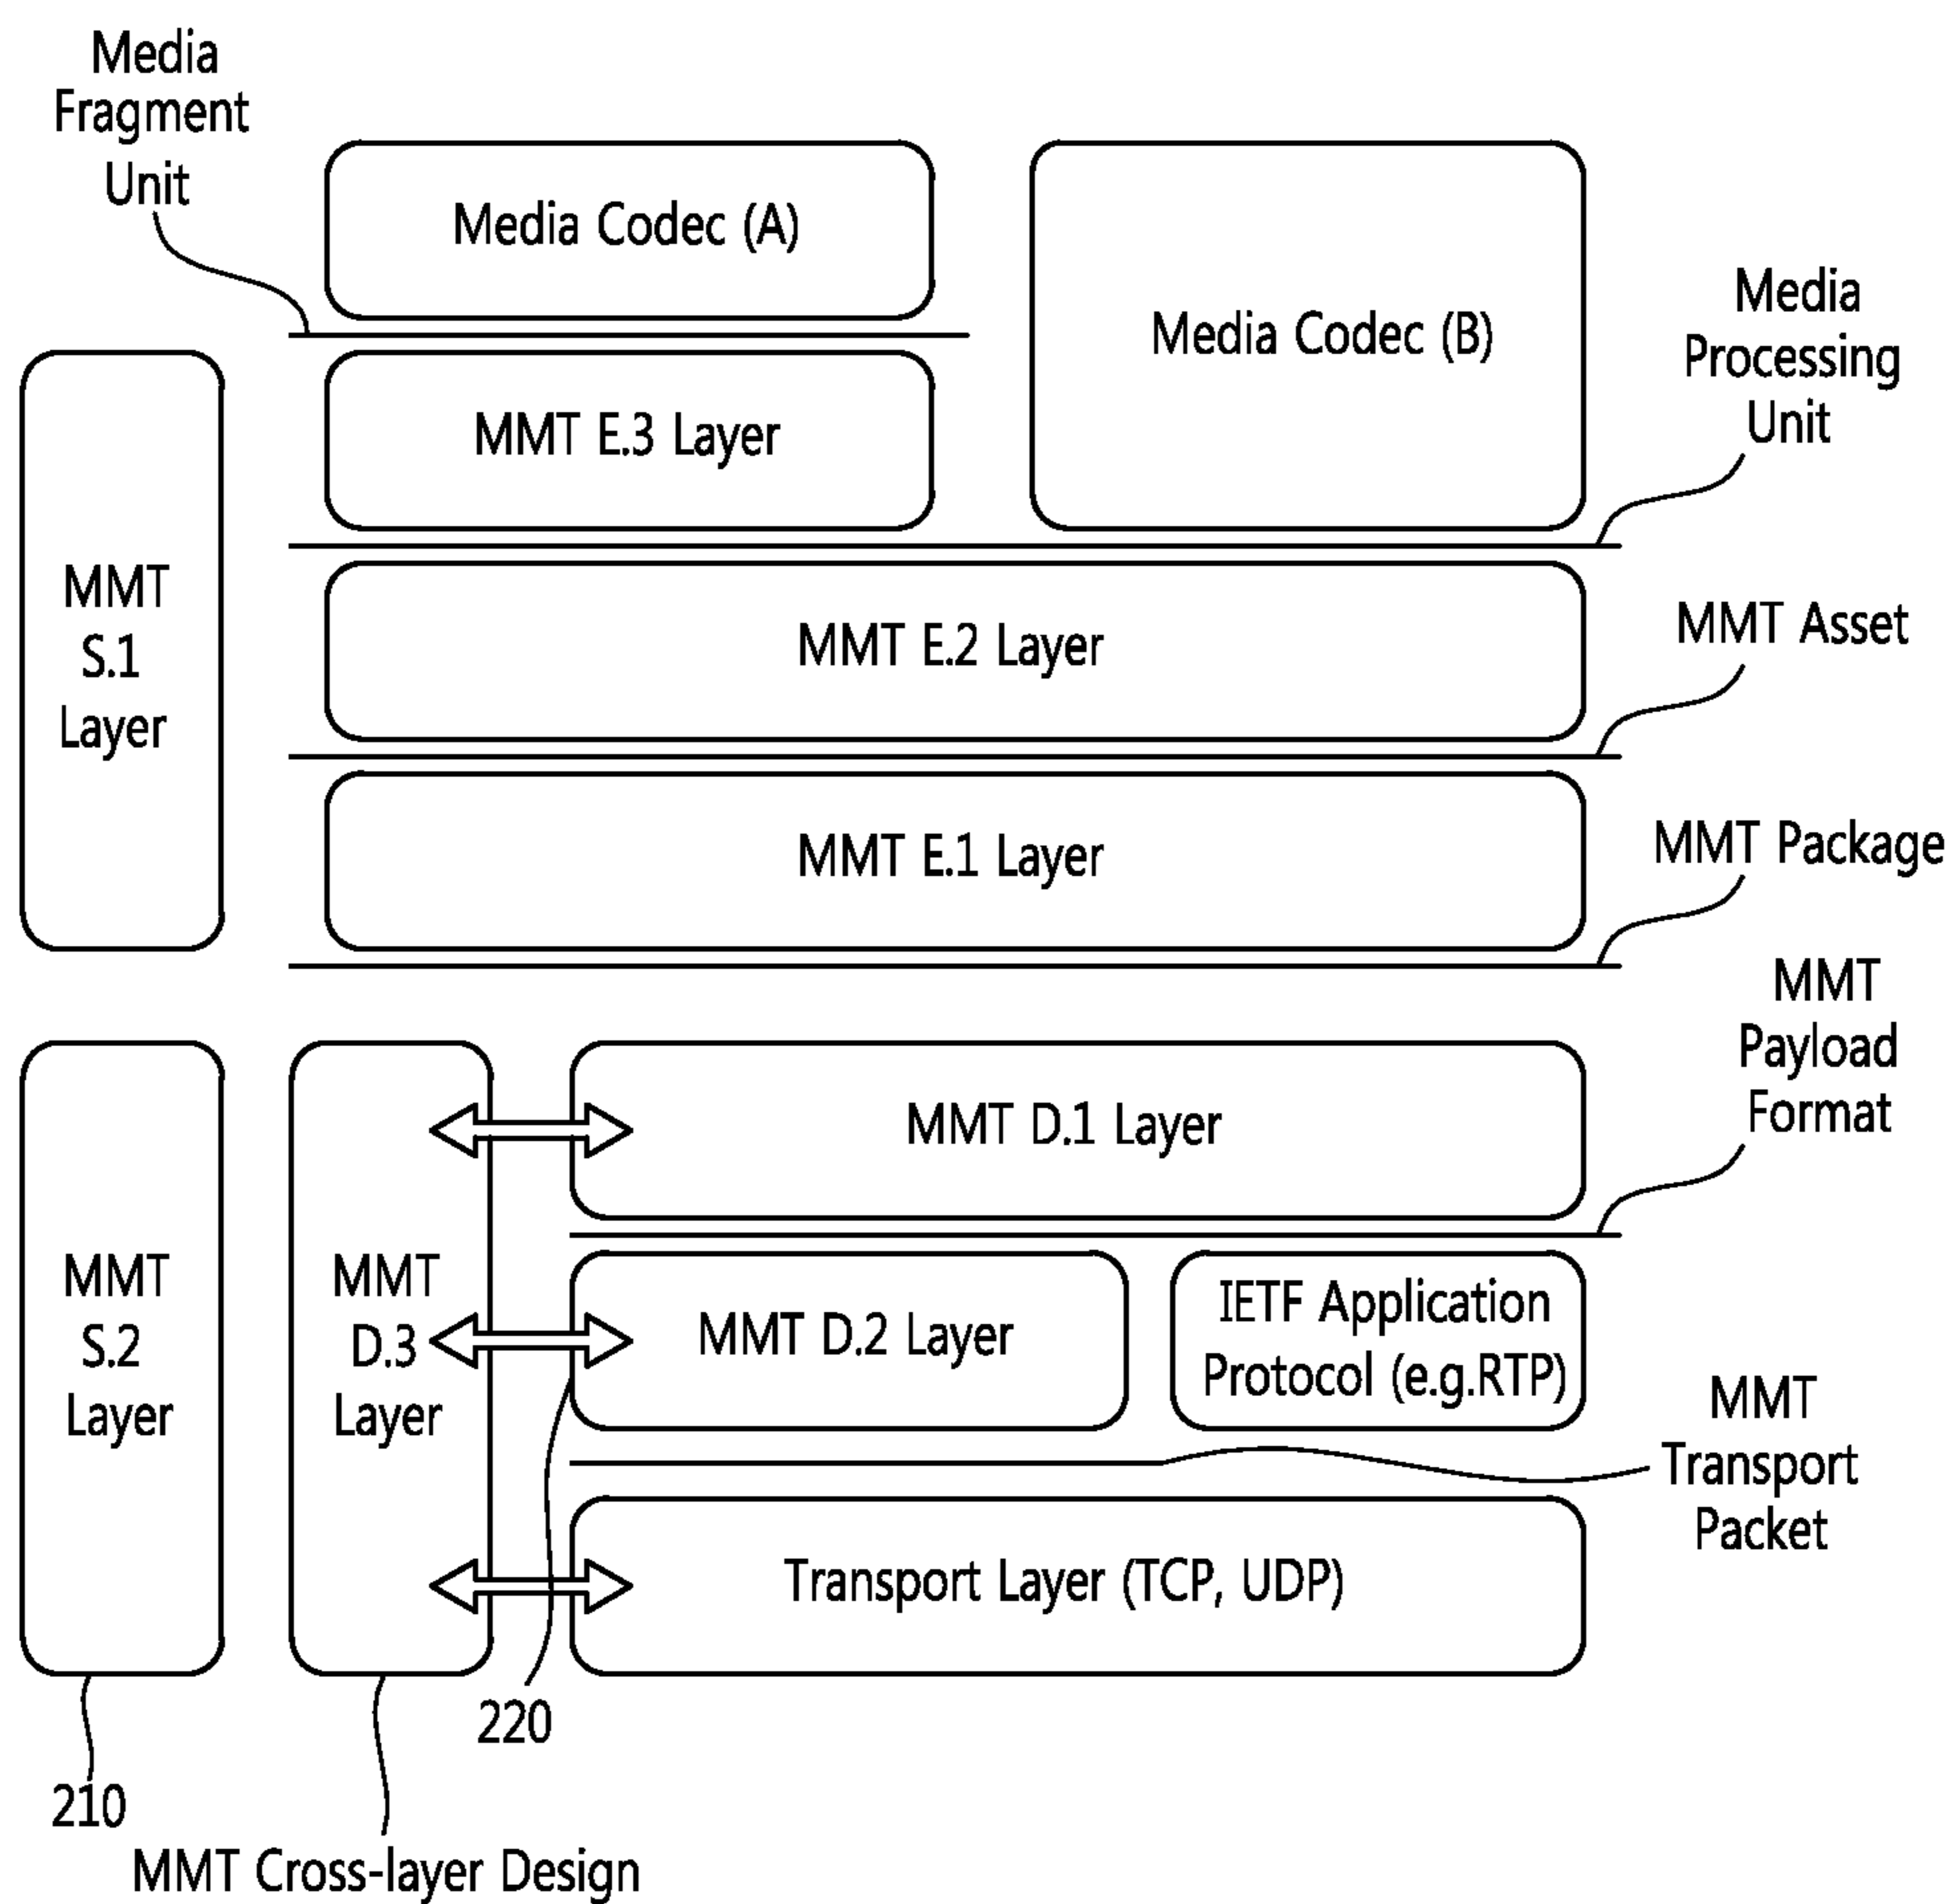 Media
Fragment
Unit
Media Codec (A)
Media Codec (B)
Media
Processing
Unit
MMT E.3 Layer
MMT
S.1
Layer
MMT E.2 Layer
MMT Asset
MMT E.1 Layer
MMT Package
MMT
Payload
Format
MMT D.1 Layer
MMT
S.2
Layer
MMT
D.3
Layer
MMT D.2 Layer
IETF Application
Protocol (e.g.RTP)
MMT
Transport
Packet
Transport Layer (TCP, UDP)
220
210
MMT Cross-layer Design